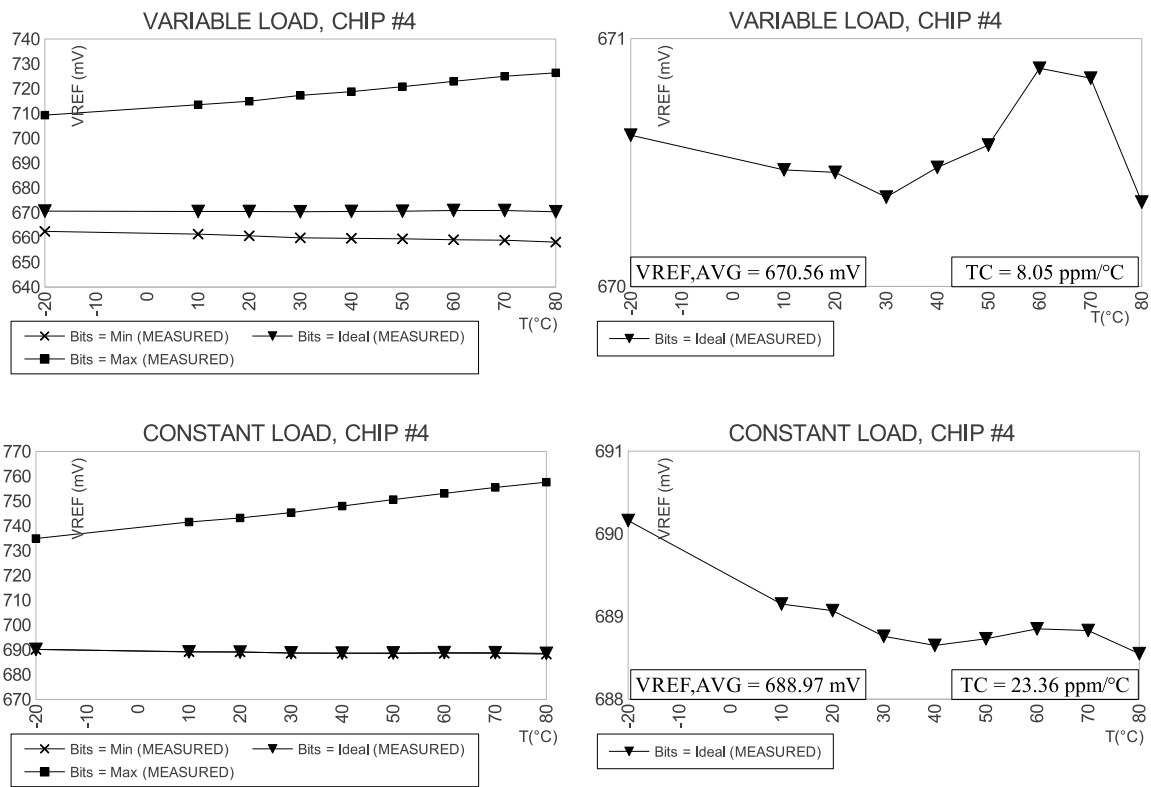 VARIABLE LOAD, CHIP #4
740
730
720
710
700
690
680
670
660
650
640
VREF (mV)
-20 -10 0 10 20 30 40 50 60 70 80
T(°C)
Bits = Min (MEASURED) Bits = Ideal (MEASURED)
Bits = Max (MEASURED)
VARIABLE LOAD, CHIP #4
671
670
VREF (mV)
VREF,AVG = 670.56 mV TC = 8.05 ppm/°C
-20 -10 0 10 20 30 40 50 60 70 80
T(°C)
Bits = Ideal (MEASURED)
CONSTANT LOAD, CHIP #4
770
760
750
740
730
720
710
700
690
680
670
VREF (mV)
-20 -10 0 10 20 30 40 50 60 70 80
T(°C)
Bits = Min (MEASURED) Bits = Ideal (MEASURED)
Bits = Max (MEASURED)
CONSTANT LOAD, CHIP #4
691
690
689
688
VREF (mV)
VREF,AVG = 688.97 mV TC = 23.36 ppm/°C
-20 -10 0 10 20 30 40 50 60 70 80
T(°C)
Bits = Ideal (MEASURED)